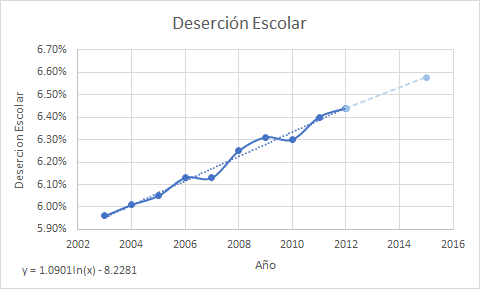 Deserción Escolar
6.70%
6.60%
6.50%
6.40%
6.30%
6.20%
6.10%
6.00%
5.90%
Desercion Escolar
2002 2004 2006 2008 2010 2012 2014 2016
Año
y = 1.0901ln(x) - 8.2281